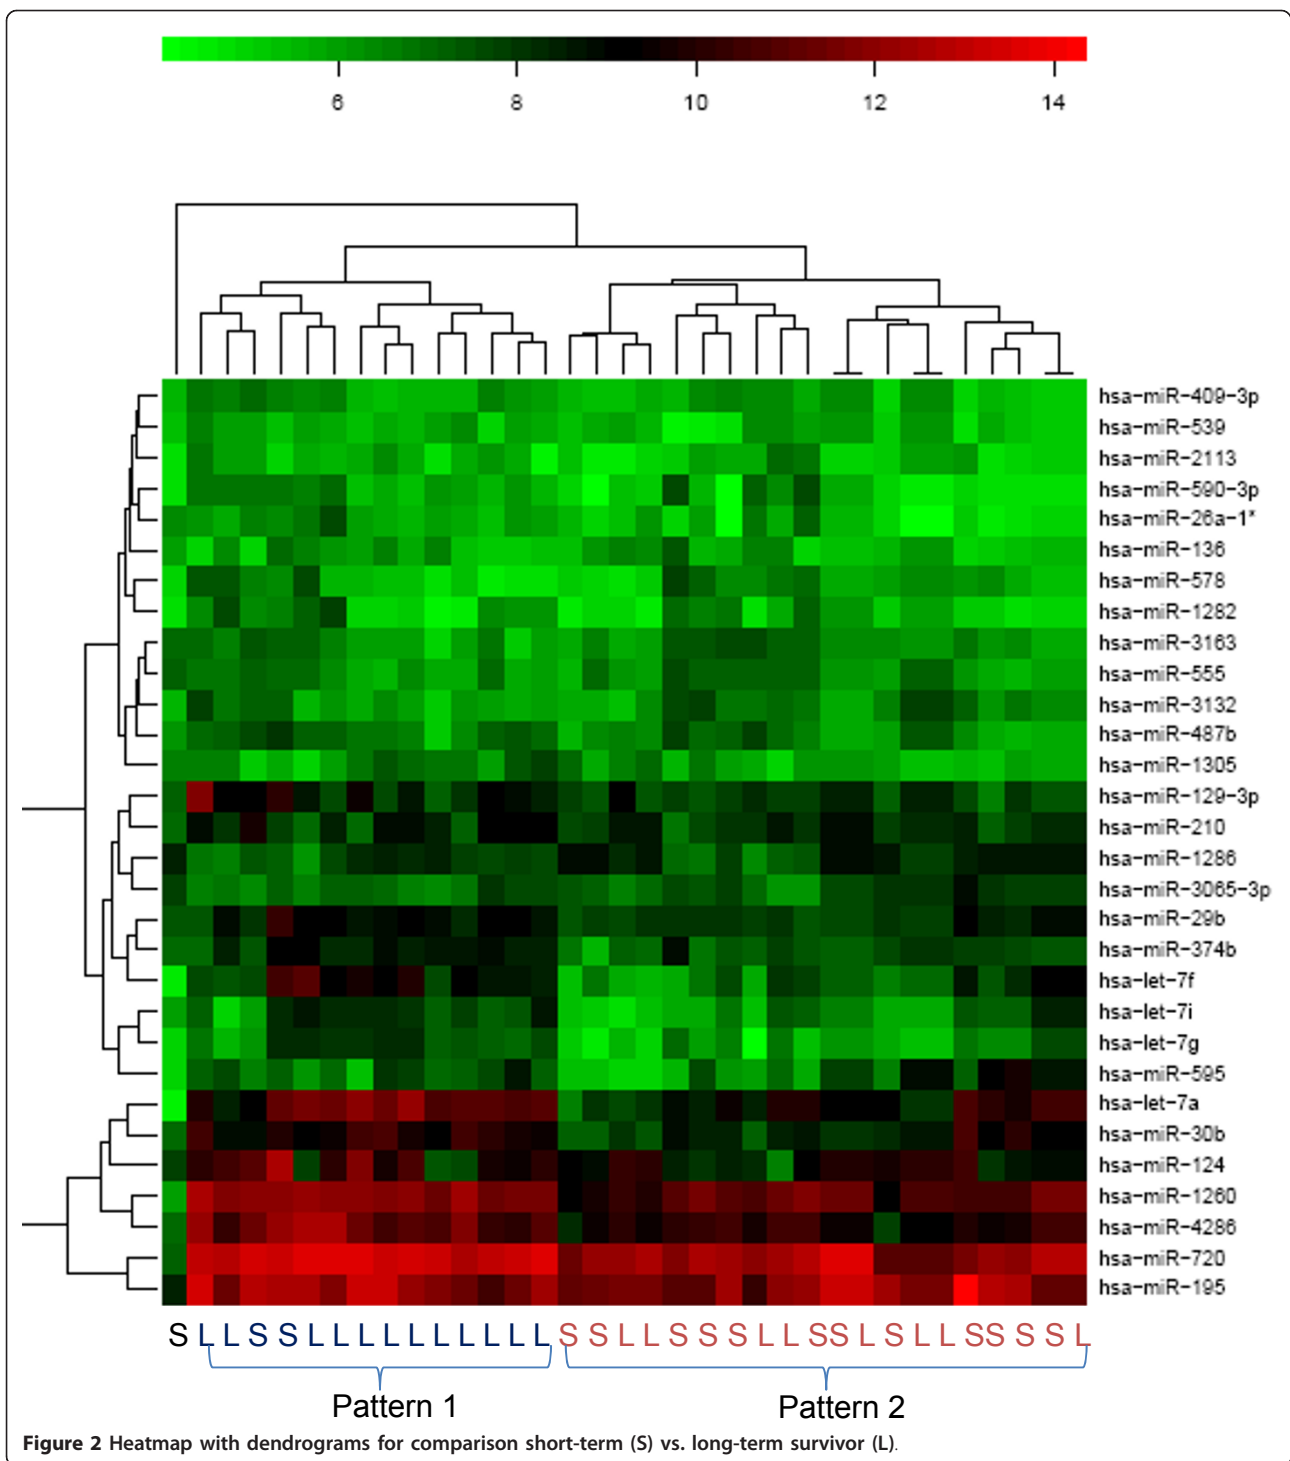 6 8 10 12 14
hsa-miR-409-3p
hsa-miR-539
hsa-miR-2113
hsa-miR-590-3p
hsa-miR-26a-1*
hsa-miR-136
hsa-miR-578
hsa-miR-1282
hsa-miR-3163
hsa-miR-555
hsa-miR-3132
hsa-miR-487b
hsa-miR-1305
hsa-miR-129-3p
hsa-miR-210
hsa-miR-1286
hsa-miR-3065-3p
hsa-miR-29b
hsa-miR-374b
hsa-let-7f
hsa-let-7i
hsa-let-7g
hsa-miR-595
hsa-let-7a
hsa-miR-30b
hsa-miR-124
hsa-miR-1260
hsa-miR-4286
hsa-miR-720
hsa-miR-195
S L L S S L L L L L L L L L L S S L L S S S L L S S L S L L S S S S L
Pattern 1 Pattern 2
Figure 2 Heatmap with dendrograms for comparison short-term (S) vs. long-term survivor (L).